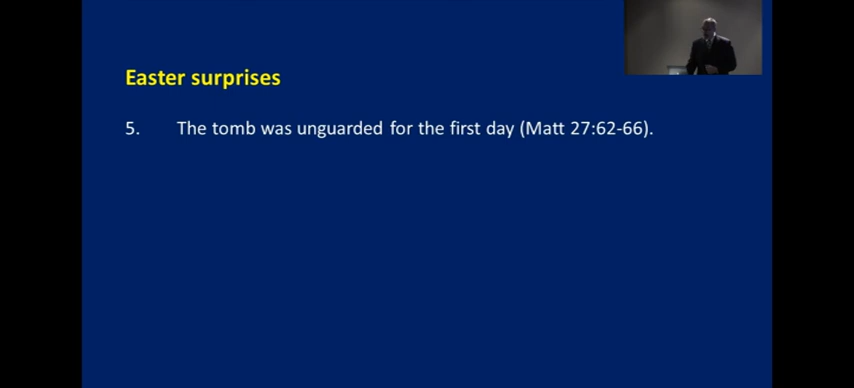 Easter surprises
5. The tomb was unguarded for the first day (Matt 27:62-66).